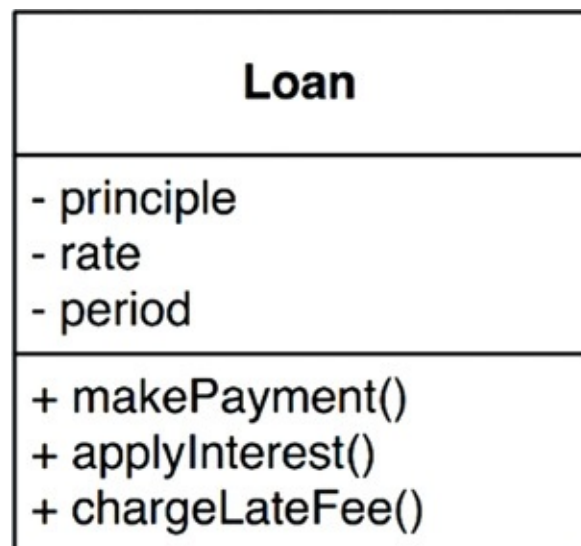 Loan
- principle
- rate
- period
+ makePayment()
+ applyInterest()
+ chargeLateFee()